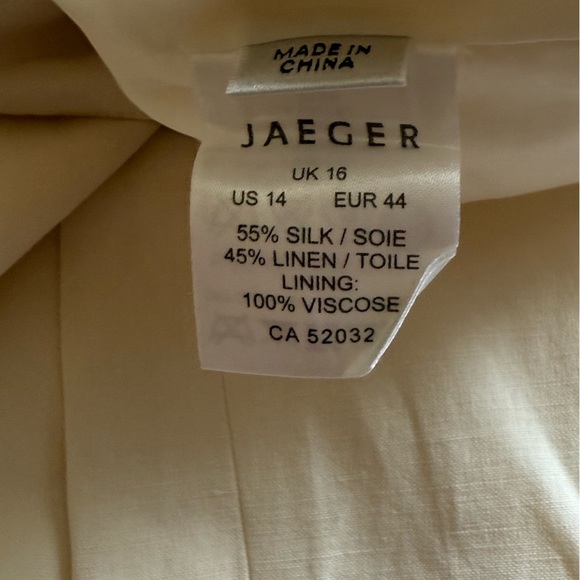 MADE IN
CHINA
JAEGER
UK 16
US 14 EUR 44
55% SILK / SOIE
45% LINEN / TOILE
LINING:
100% VISCOSE
CA 52032